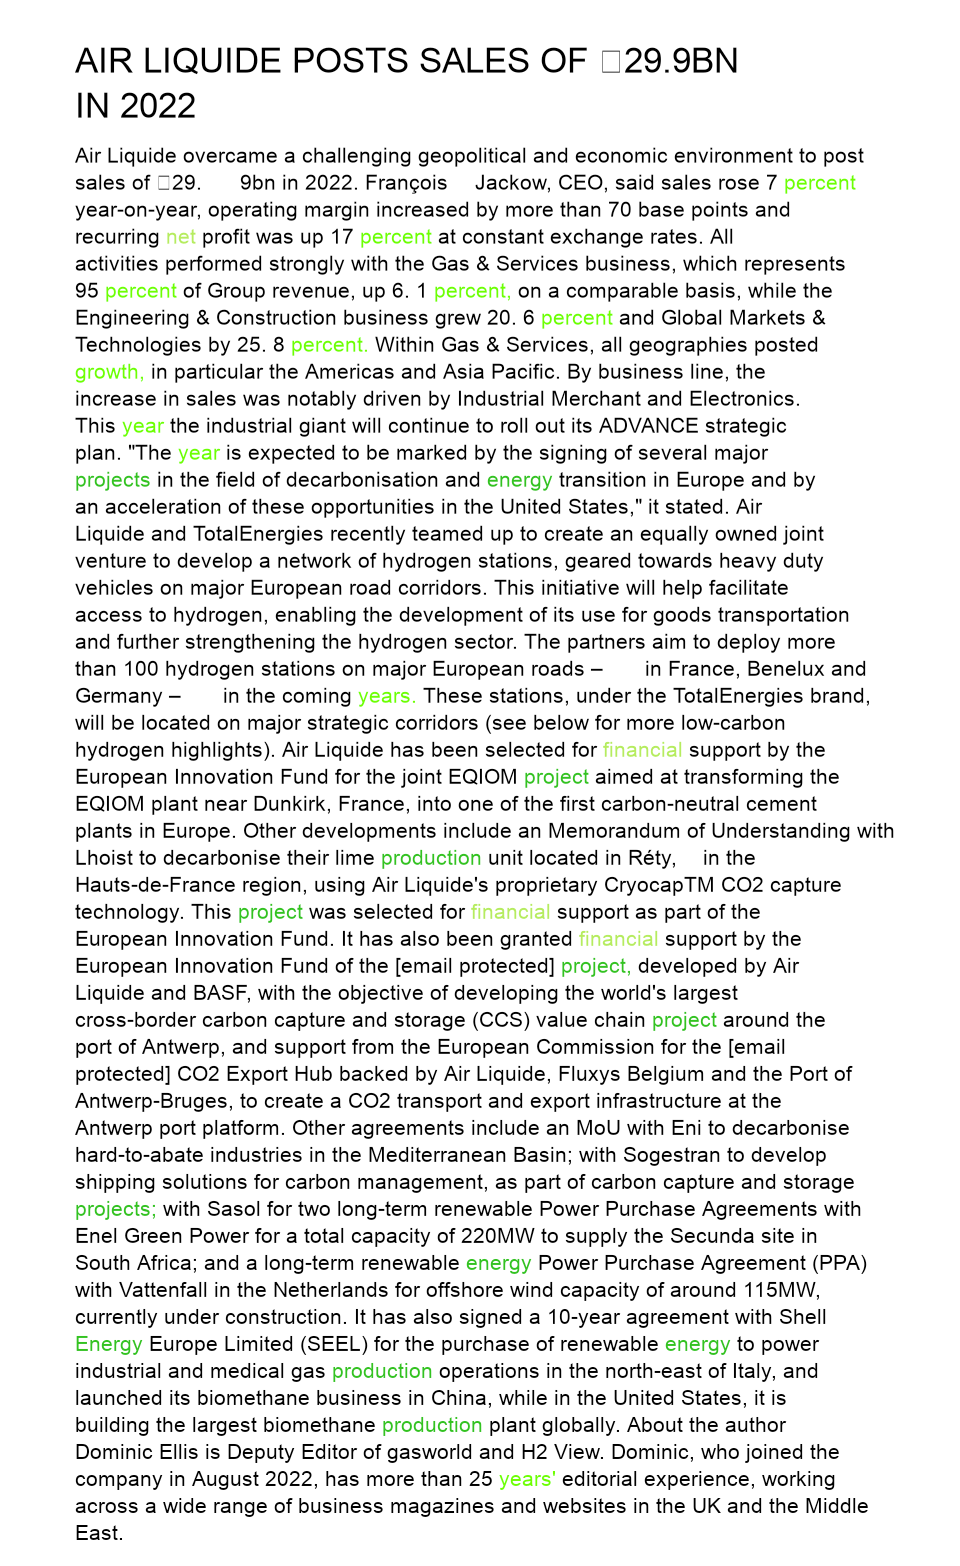 AIR LIQUIDE POSTS SALES OF □29.9BN
IN 2022
Air Liquide overcame a challenging geopolitical and economic environment to post
sales of □29. 9bn in 2022. François Jackow, CEO, said sales rose 7 percent
year-on-year, operating margin increased by more than 70 base points and
recurring net profit was up 17 percent at constant exchange rates. All
activities performed strongly with the Gas & Services business, which represents
95 percent of Group revenue, up 6. 1 percent, on a comparable basis, while the
Engineering & Construction business grew 20. 6 percent and Global Markets &
Technologies by 25. 8 percent. Within Gas & Services, all geographies posted
growth, in particular the Americas and Asia Pacific. By business line, the
increase in sales was notably driven by Industrial Merchant and Electronics.
This year the industrial giant will continue to roll out its ADVANCE strategic
plan. "The year is expected to be marked by the signing of several major
projects in the field of decarbonisation and energy transition in Europe and by
an acceleration of these opportunities in the United States," it stated. Air
Liquide and TotalEnergies recently teamed up to create an equally owned joint
venture to develop a network of hydrogen stations, geared towards heavy duty
vehicles on major European road corridors. This initiative will help facilitate
access to hydrogen, enabling the development of its use for goods transportation
and further strengthening the hydrogen sector. The partners aim to deploy more
than 100 hydrogen stations on major European roads – in France, Benelux and
Germany – in the coming years. These stations, under the TotalEnergies brand,
will be located on major strategic corridors (see below for more low-carbon
hydrogen highlights). Air Liquide has been selected for financial support by the
European Innovation Fund for the joint EQIOM project aimed at transforming the
EQIOM plant near Dunkirk, France, into one of the first carbon-neutral cement
plants in Europe. Other developments include an Memorandum of Understanding with
Lhoist to decarbonise their lime production unit located in Réty, in the
Hauts-de-France region, using Air Liquide's proprietary CryocapTM CO2 capture
technology. This project was selected for financial support as part of the
European Innovation Fund. It has also been granted financial support by the
European Innovation Fund of the [email protected] project, developed by Air
Liquide and BASF, with the objective of developing the world's largest
cross-border carbon capture and storage (CCS) value chain project around the
port of Antwerp, and support from the European Commission for the [email
protected] CO2 Export Hub backed by Air Liquide, Fluxys Belgium and the Port of
Antwerp-Bruges, to create a CO2 transport and export infrastructure at the
Antwerp port platform. Other agreements include an MoU with Eni to decarbonise
hard-to-abate industries in the Mediterranean Basin; with Sogestran to develop
shipping solutions for carbon management, as part of carbon capture and storage
projects; with Sasol for two long-term renewable Power Purchase Agreements with
Enel Green Power for a total capacity of 220MW to supply the Secunda site in
South Africa; and a long-term renewable energy Power Purchase Agreement (PPA)
with Vattenfall in the Netherlands for offshore wind capacity of around 115MW,
currently under construction. It has also signed a 10-year agreement with Shell
Energy Europe Limited (SEEL) for the purchase of renewable energy to power
industrial and medical gas production operations in the north-east of Italy, and
launched its biomethane business in China, while in the United States, it is
building the largest biomethane production plant globally. About the author
Dominic Ellis is Deputy Editor of gasworld and H2 View. Dominic, who joined the
company in August 2022, has more than 25 years' editorial experience, working
across a wide range of business magazines and websites in the UK and the Middle
East.